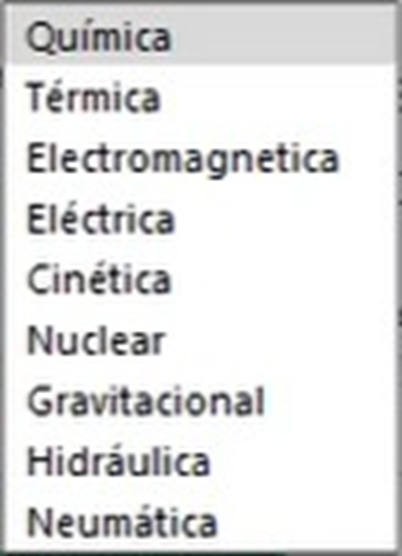 Química
Térmica
Electromagnetica
Eléctrica
Cinética
Nuclear
Gravitacional
Hidráulica
Neumática